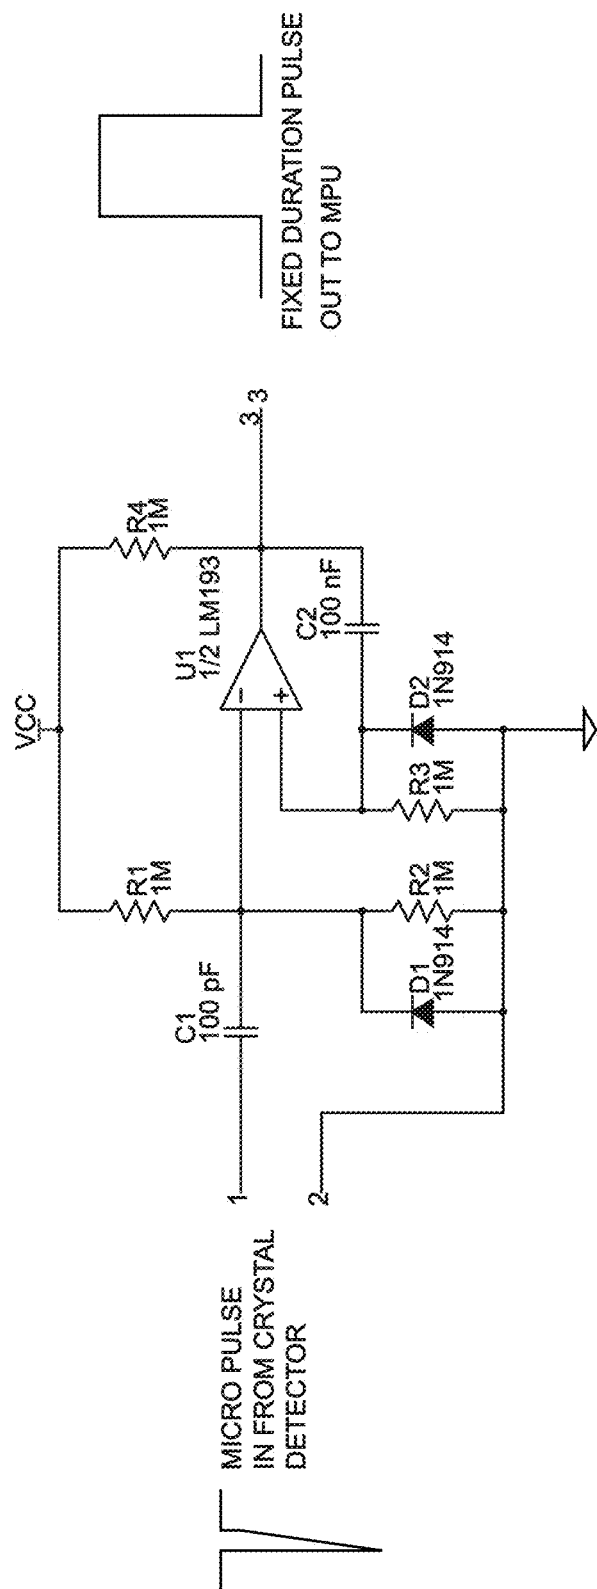 MICRO PULSE
IN FROM CRYSTAL
DETECTOR
1
2
C1
100 pF
R1
1M
D1
1N914
R2
1M
R3
1M
D2
1N914
VCC
U1
1/2 LM193
−
+
C2
100 nF
R4
1M
3
3
FIXED DURATION PULSE
OUT TO MPU